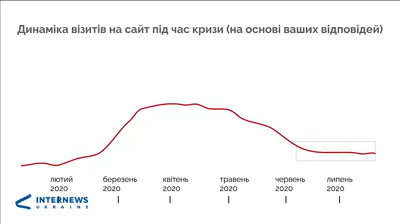 Динаміка візитів на сайт під час кризи (на основі ваших відповідей)
лютий
2020
березень
2020
квітень
2020
травень
2020
червень
2020
липень
2020
INTERNEWS
UKRAINE